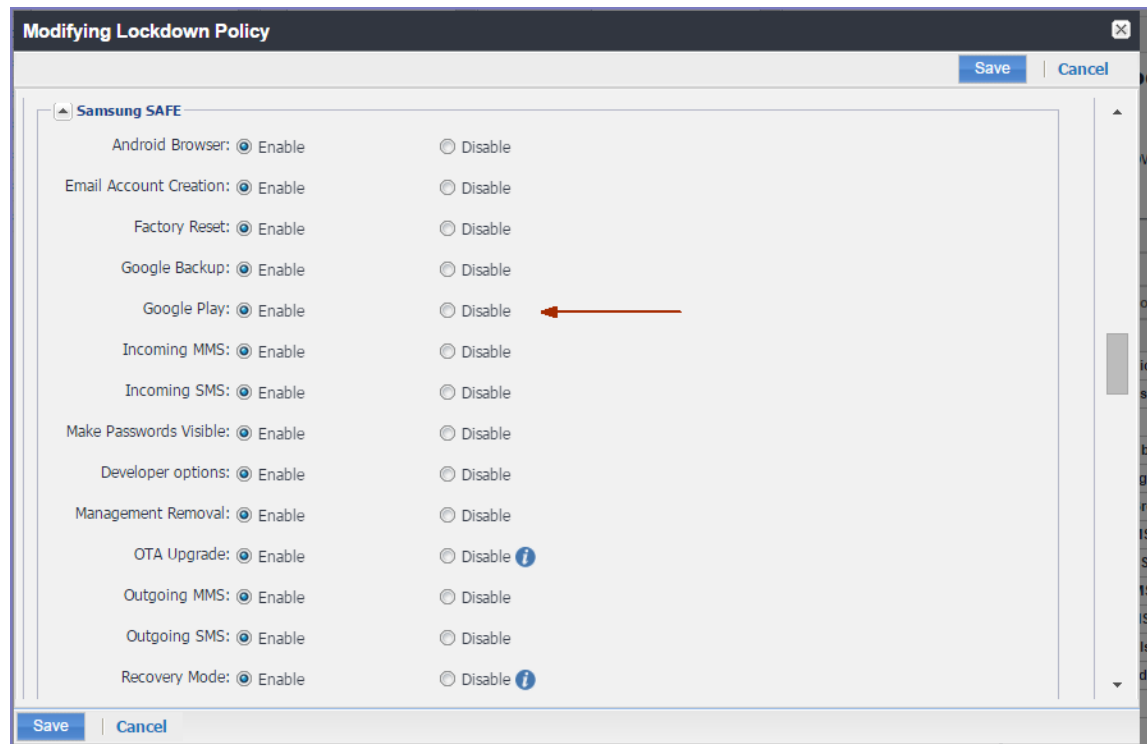 Modifying Lockdown Policy
Save | Cancel
Samsung SAFE
Android Browser: Enable Disable
Email Account Creation: Enable Disable
Factory Reset: Enable Disable
Google Backup: Enable Disable
Google Play: Enable Disable
Incoming MMS: Enable Disable
Incoming SMS: Enable Disable
Make Passwords Visible: Enable Disable
Developer options: Enable Disable
Management Removal: Enable Disable
OTA Upgrade: Enable Disable i
Outgoing MMS: Enable Disable
Outgoing SMS: Enable Disable
Recovery Mode: Enable Disable i
Save | Cancel